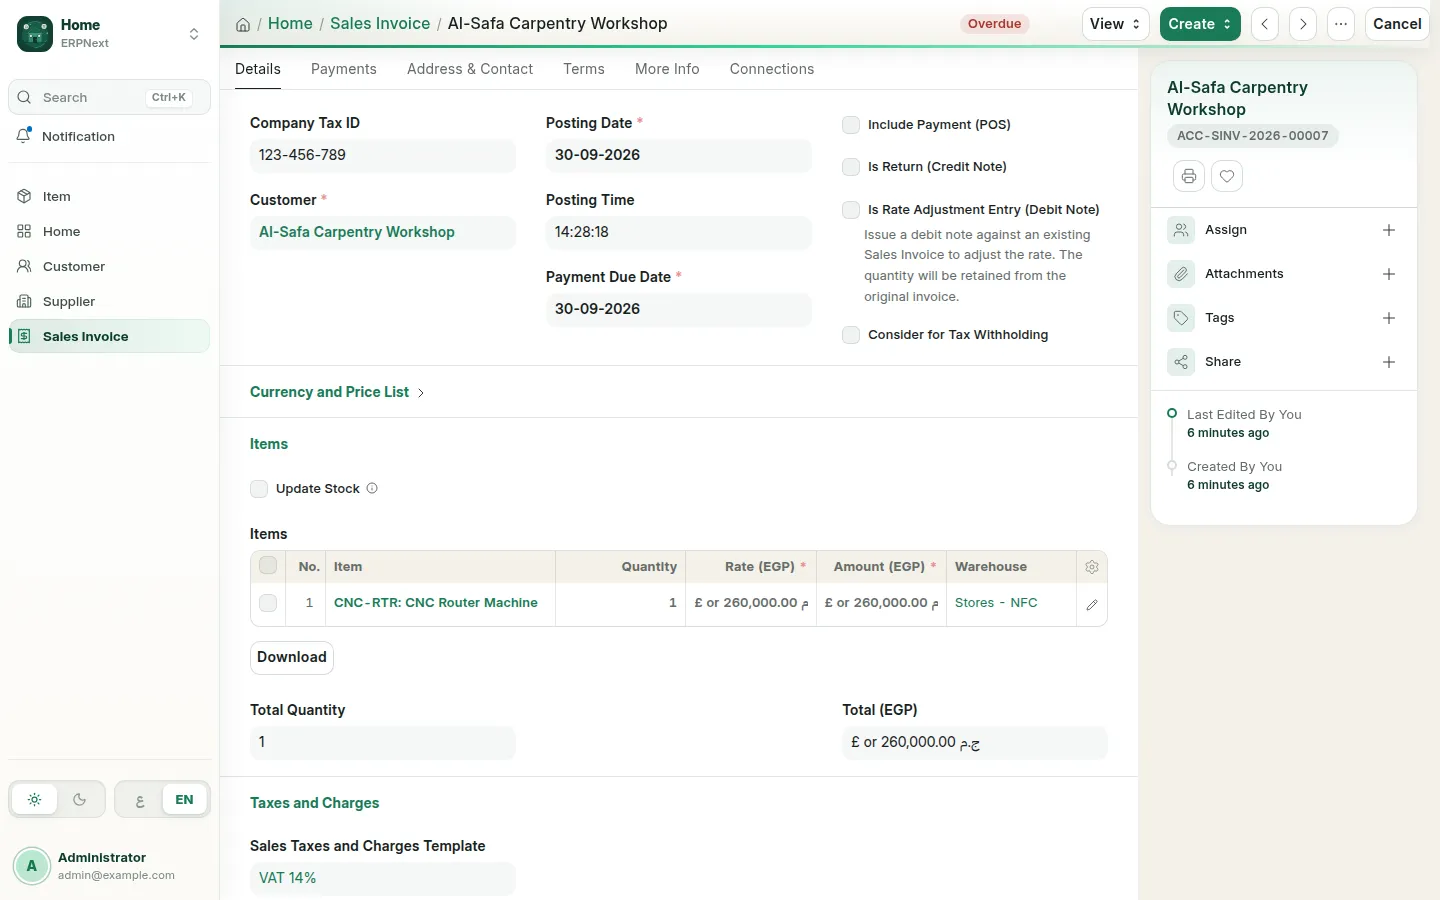 Home
ERPNext
Search
Ctrl+K
Notification
Item
Home
Customer
Supplier
Sales Invoice
ع
EN
A
Administrator
admin@example.com
/ Home / Sales Invoice / Al-Safa Carpentry Workshop
Overdue
View
Create
Cancel
Details
Payments
Address & Contact
Terms
More Info
Connections
Company Tax ID
123-456-789
Customer *
Al-Safa Carpentry Workshop
Posting Date *
30-09-2026
Posting Time
14:28:18
Payment Due Date *
30-09-2026
Include Payment (POS)
Is Return (Credit Note)
Is Rate Adjustment Entry (Debit Note)
Issue a debit note against an existing
Sales Invoice to adjust the rate. The
quantity will be retained from the
original invoice.
Consider for Tax Withholding
Currency and Price List
Items
Update Stock
Items
No. Item Quantity Rate (EGP) * Amount (EGP) * Warehouse
1 CNC-RTR: CNC Router Machine 1 £ or 260,000.00 م £ or 260,000.00 م Stores - NFC
Download
Total Quantity
1
Total (EGP)
£ or 260,000.00 ج.م
Taxes and Charges
Sales Taxes and Charges Template
VAT 14%
Al-Safa Carpentry
Workshop
ACC-SINV-2026-00007
Assign
Attachments
Tags
Share
Last Edited By You
6 minutes ago
Created By You
6 minutes ago